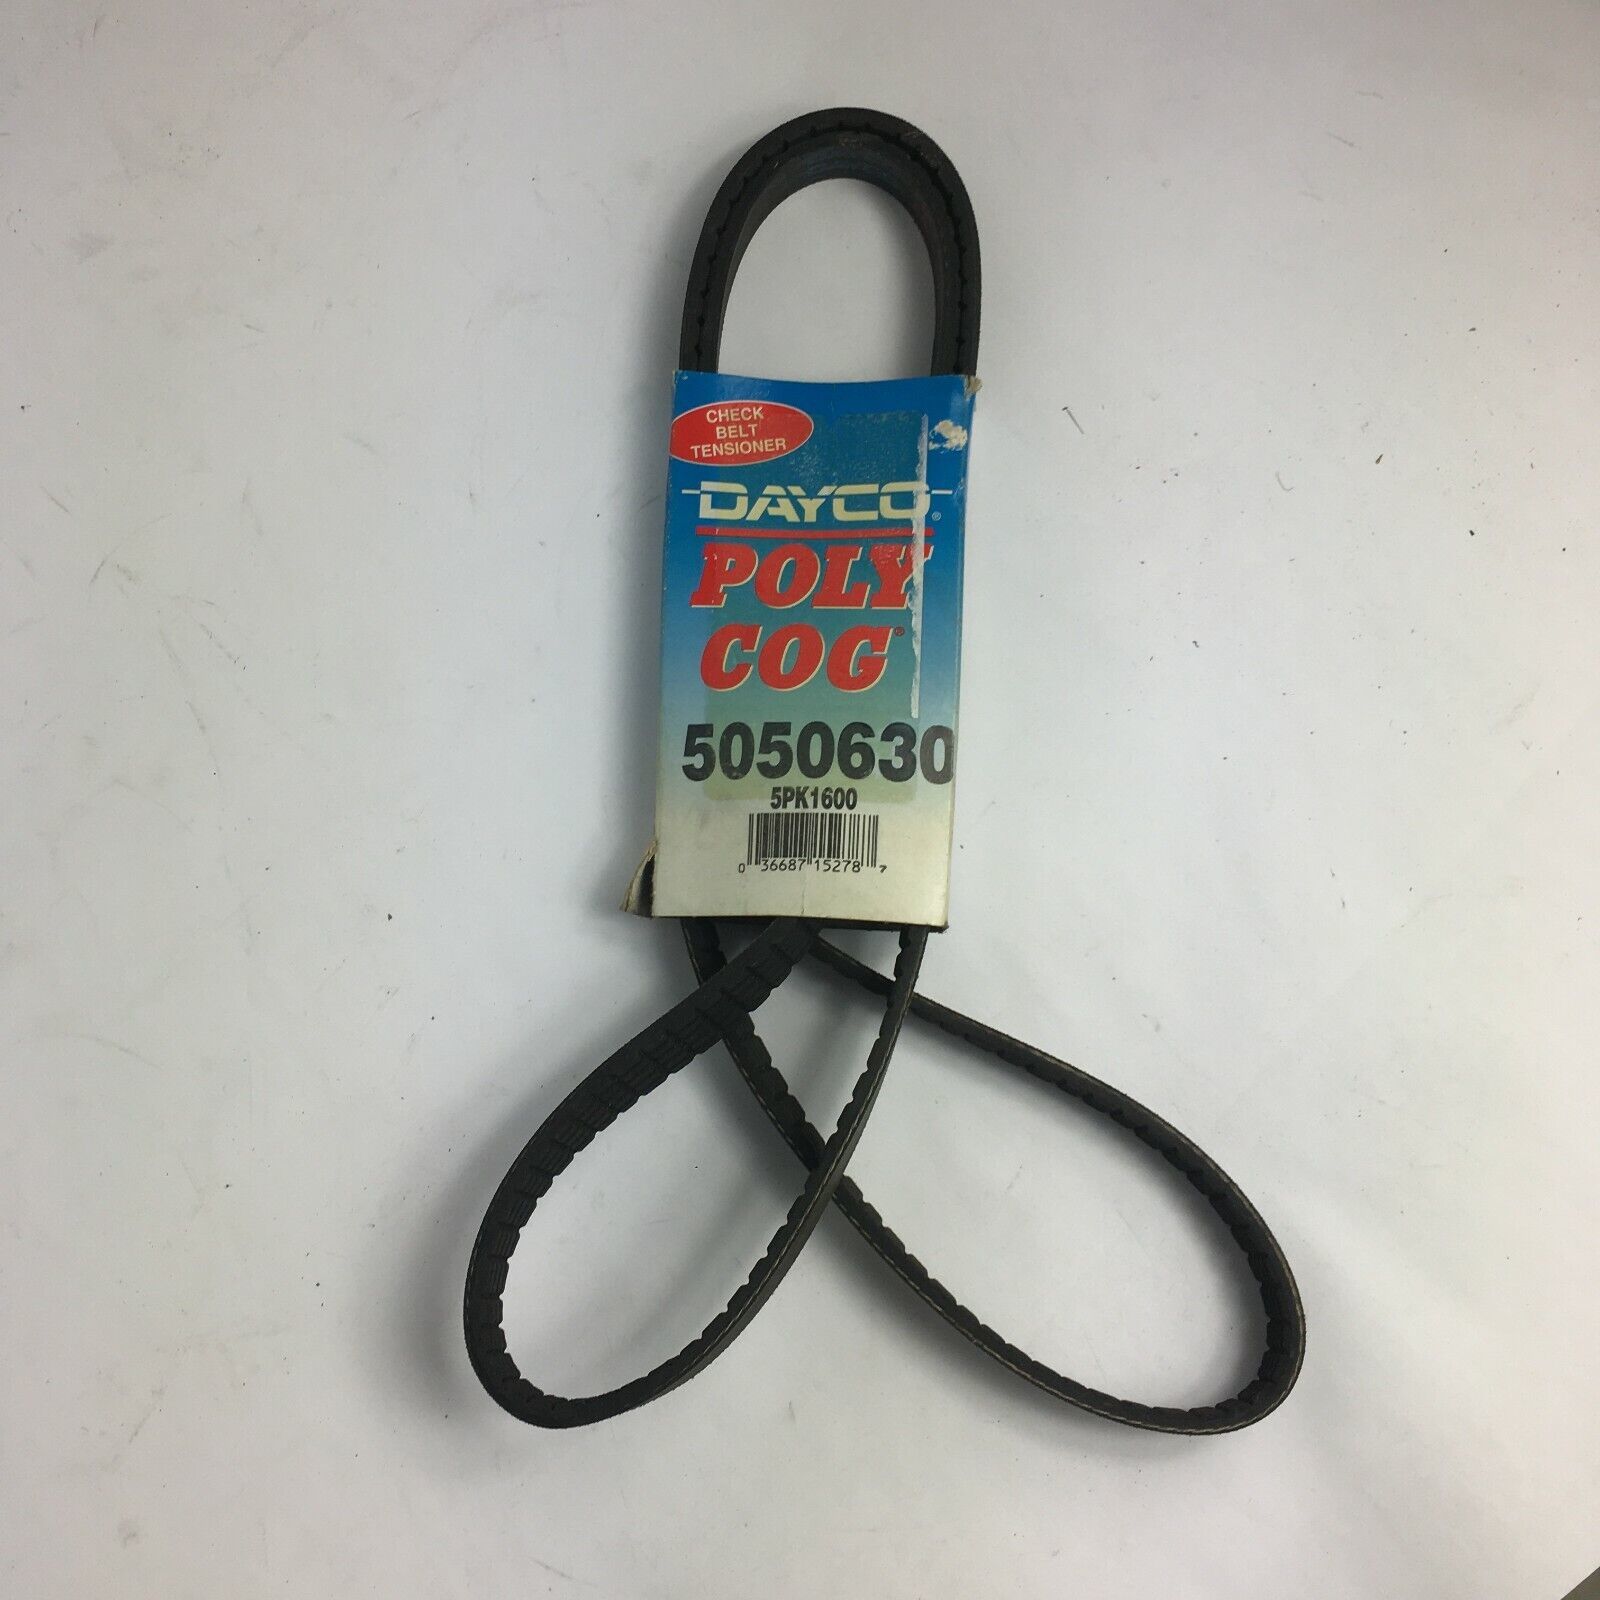 CHECK
BELT
TENSIONER
DAYCO®
POLY
COG®
5050630
5PK1600
0 36687 15278 7